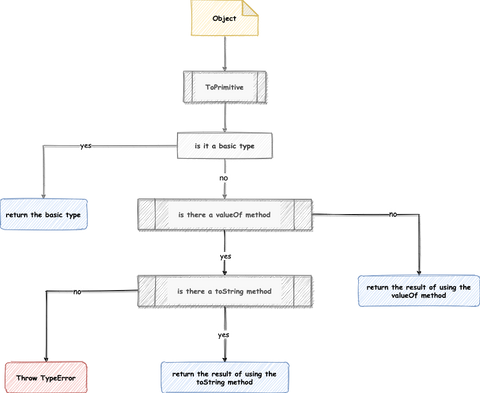 Object
ToPrimitive
is it a basic type
yes
no
return the basic type
is there a valueOf method
no
yes
is there a toString method
return the result of using the
valueOf method
no
yes
Throw TypeError
return the result of using the
toString method